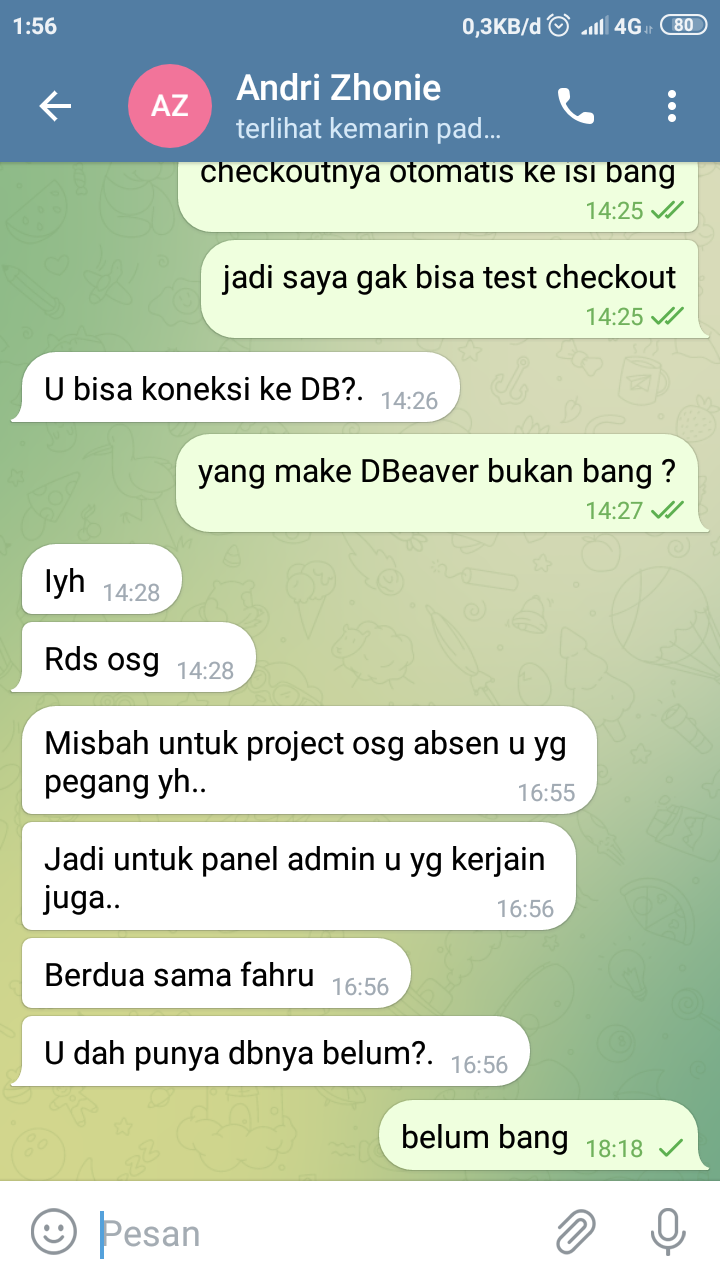 1:56
0,3KB/d
4G
80
AZ
Andri Zhonie
terlihat kemarin pad...
checkoutnya otomatis ke isi bang
14:25
jadi saya gak bisa test checkout
14:25
U bisa koneksi ke DB?.
14:26
yang make DBeaver bukan bang ?
14:27
Iyh
14:28
Rds osg
14:28
Misbah untuk project osg absen u yg
pegang yh..
16:55
Jadi untuk panel admin u yg kerjain
juga..
16:56
Berdua sama fahru
16:56
U dah punya dbnya belum?.
16:56
belum bang
18:18
Pesan